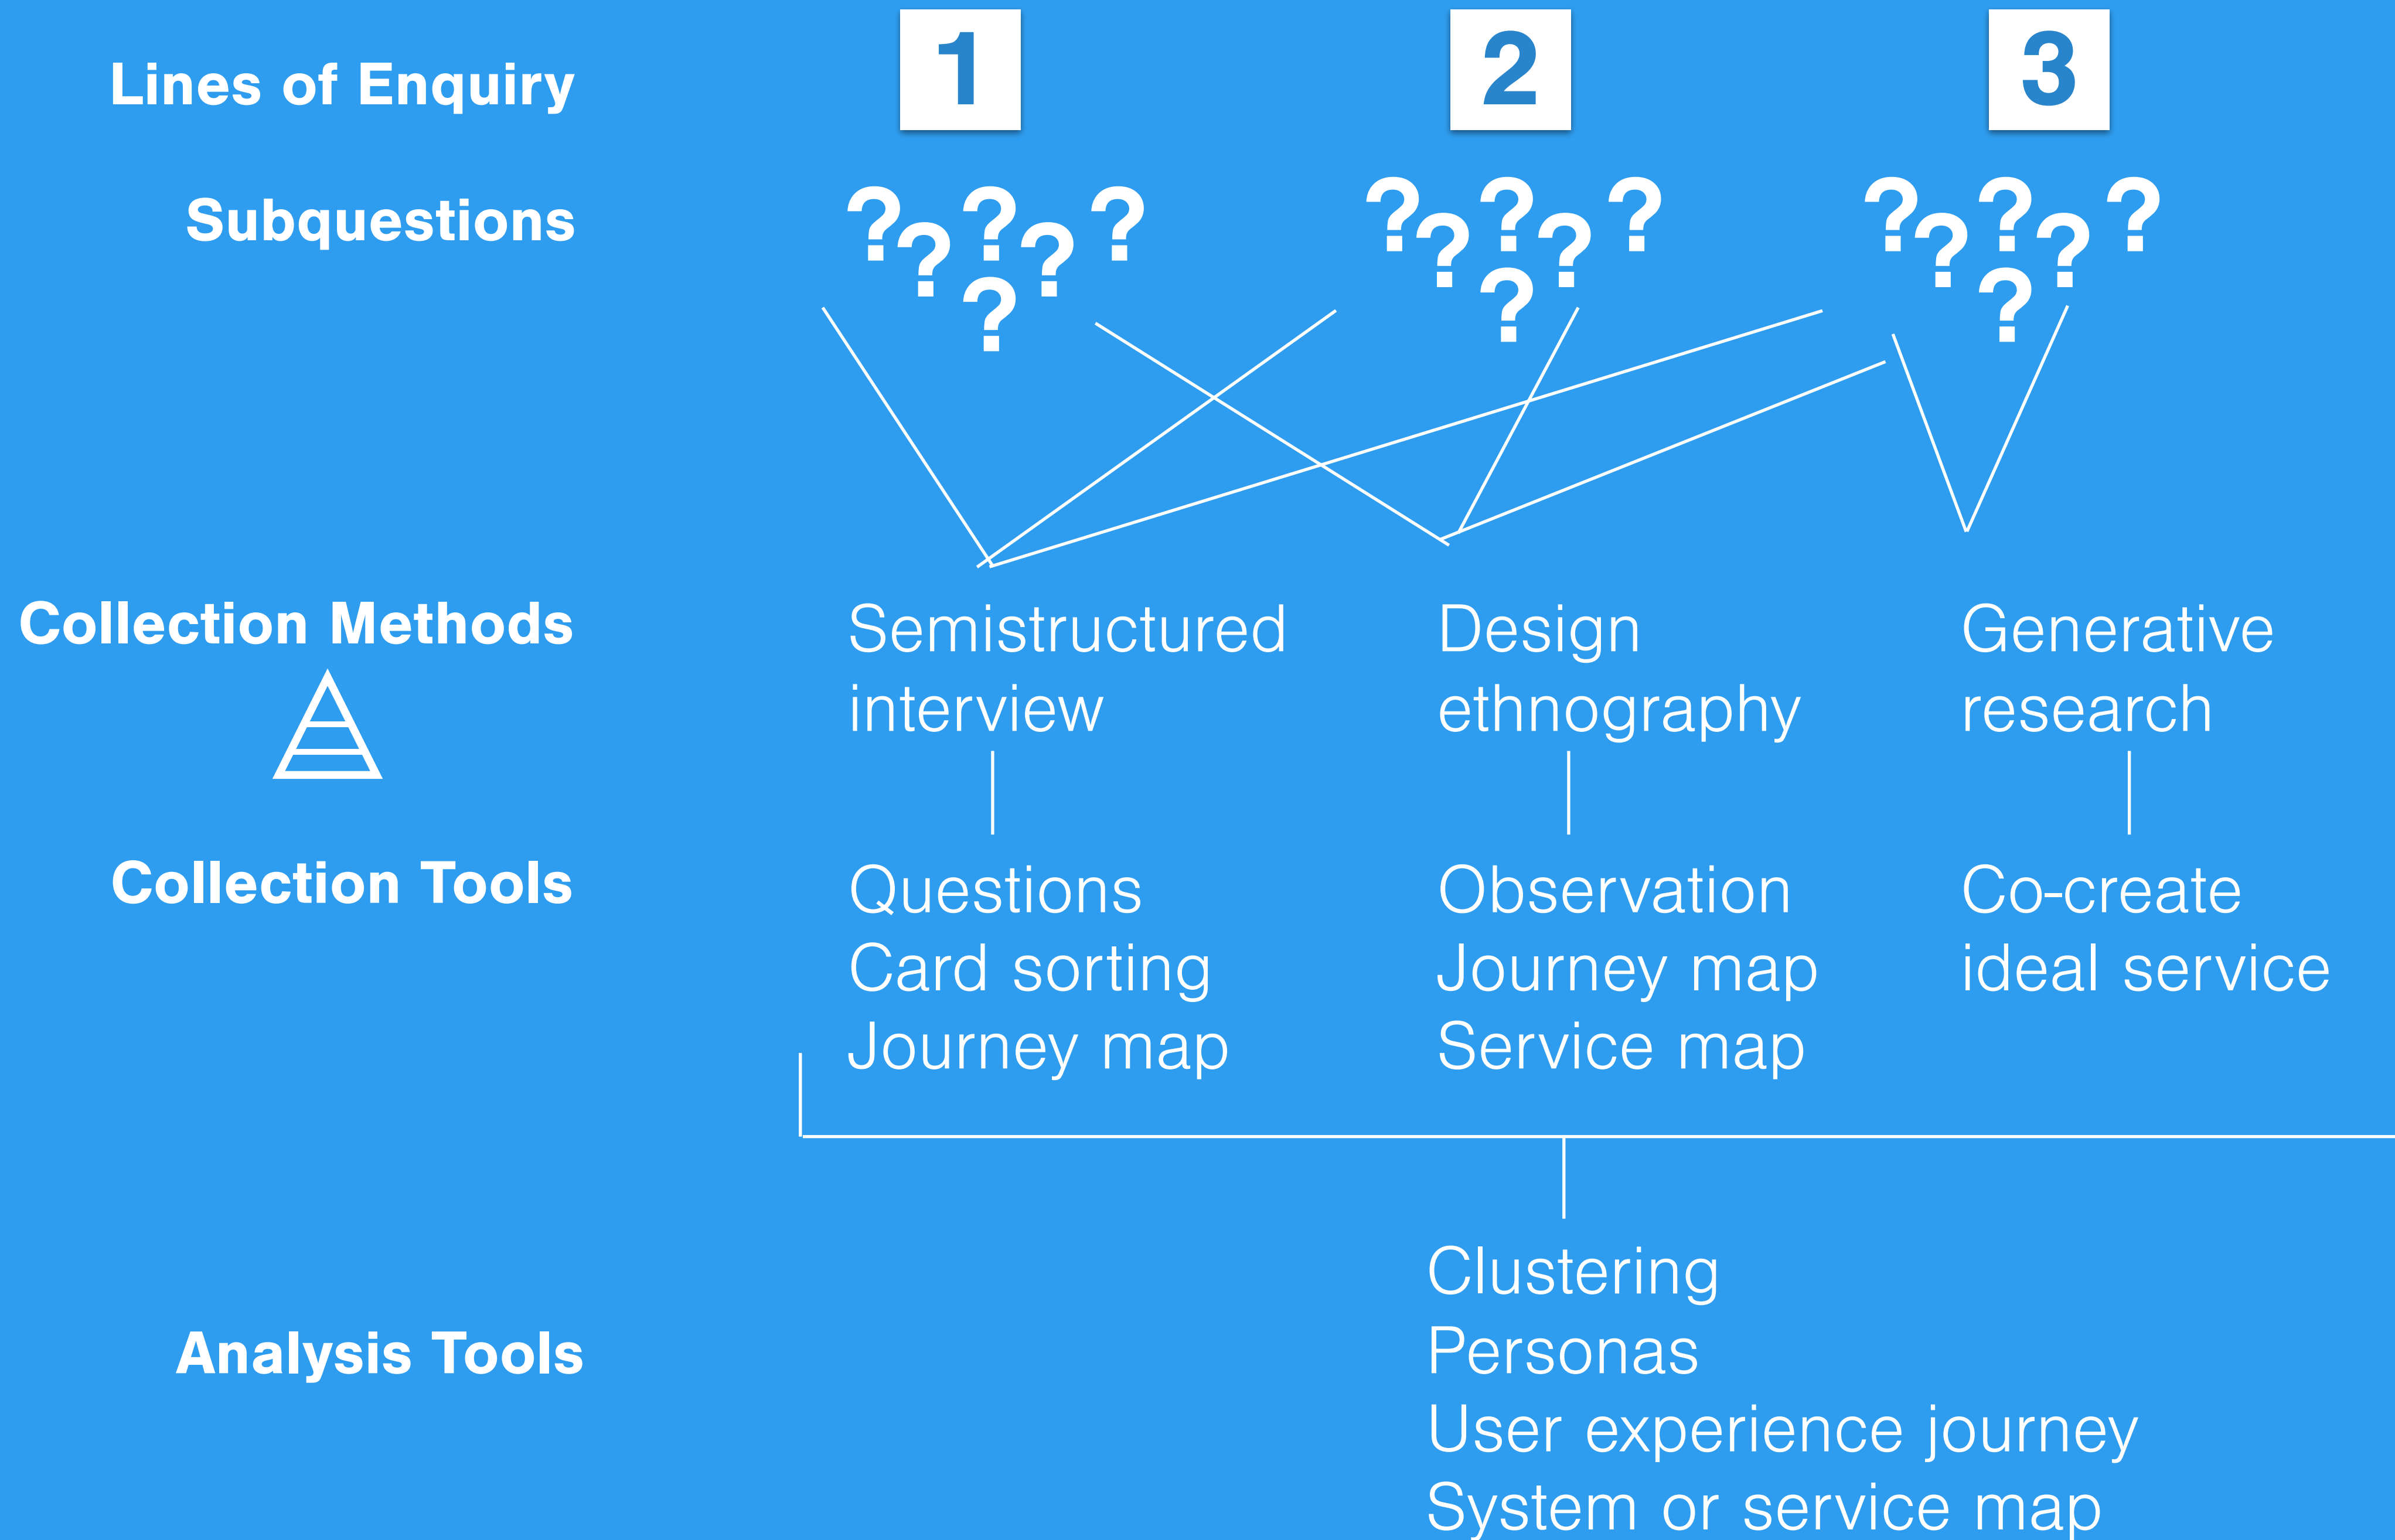 Lines of Enquiry
1
2
3
Subquestions
? ? ? ? ? ?
? ? ? ? ? ?
? ? ? ? ? ?
Collection Methods
Semistructured
interview
Design
ethnography
Generative
research
Collection Tools
Questions
Card sorting
Journey map
Observation
Journey map
Service map
Co-create
ideal service
Analysis Tools
Clustering
Personas
User experience journey
System or service map